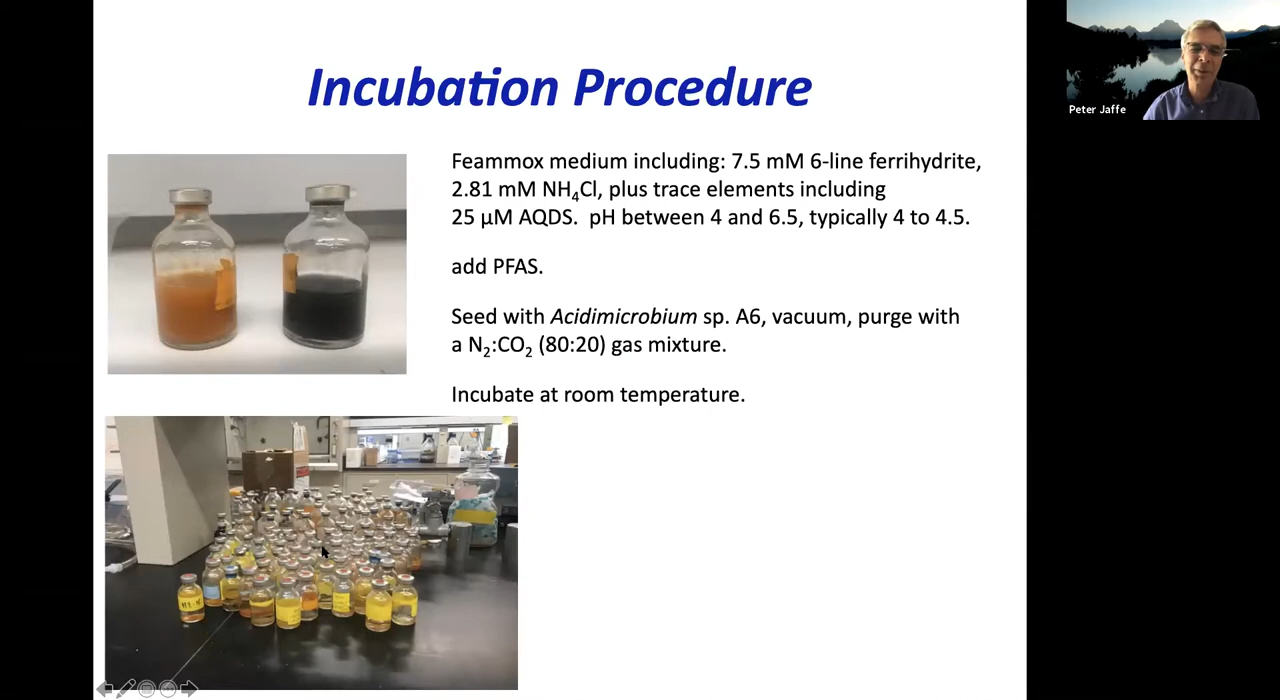 Incubation Procedure
Peter Jaffe
Feammox medium including: 7.5 mM 6-line ferrihydrite,
2.81 mM NH₄Cl, plus trace elements including
25 µM AQDS.  pH between 4 and 6.5, typically 4 to 4.5.
add PFAS.
Seed with Acidimicrobium sp. A6, vacuum, purge with
a N₂:CO₂ (80:20) gas mixture.
Incubate at room temperature.